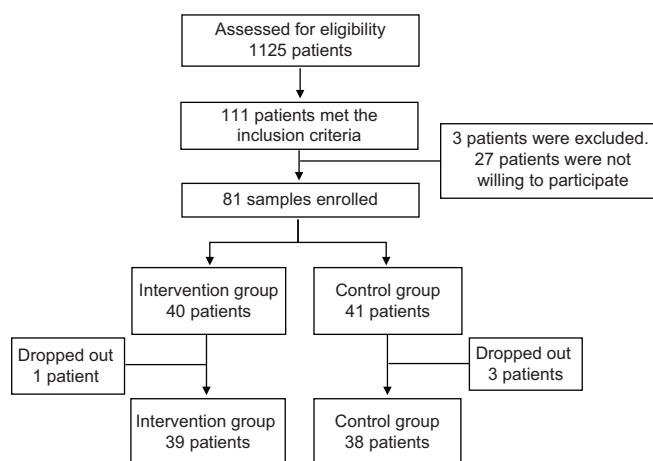 Assessed for eligibility
1125 patients
111 patients met the
inclusion criteria
3 patients were excluded.
27 patients were not
willing to participate
81 samples enrolled
Intervention group
40 patients
Control group
41 patients
Dropped out
1 patient
Dropped out
3 patients
Intervention group
39 patients
Control group
38 patients